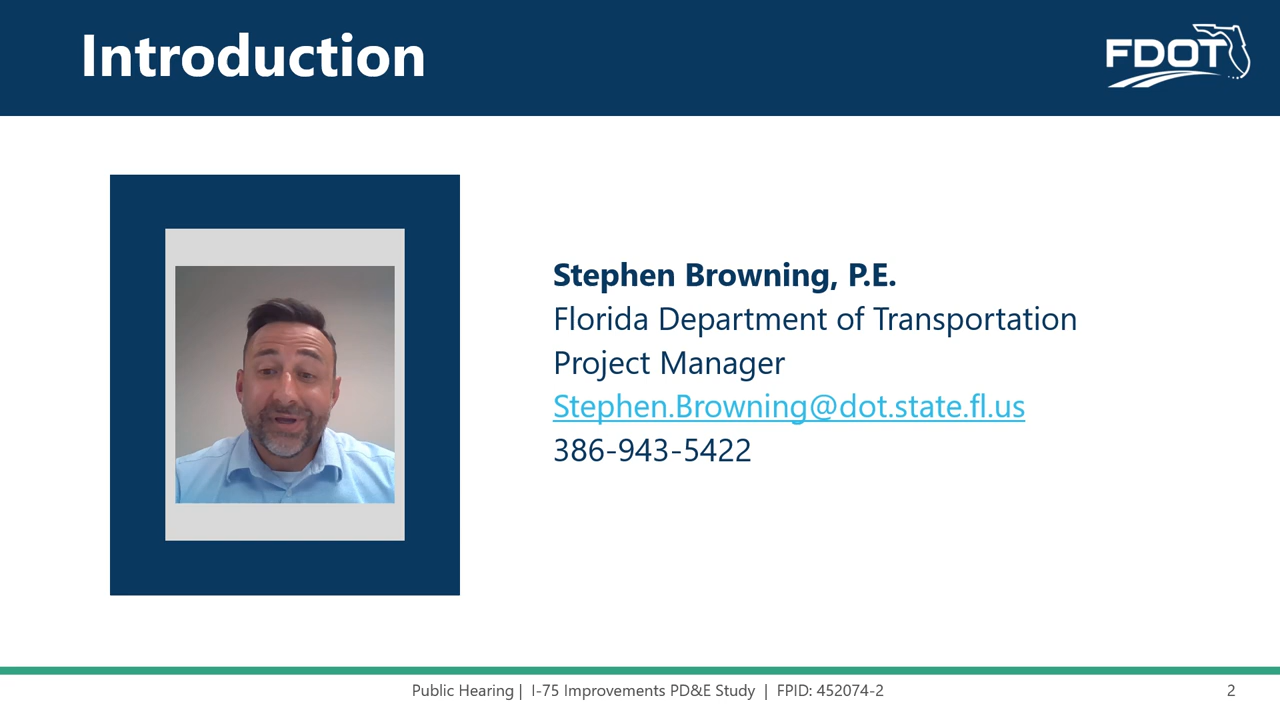 Introduction
FDOT
Stephen Browning, P.E.
Florida Department of Transportation
Project Manager
Stephen.Browning@dot.state.fl.us
386-943-5422
Public Hearing | I-75 Improvements PD&E Study | FPID: 452074-2
2